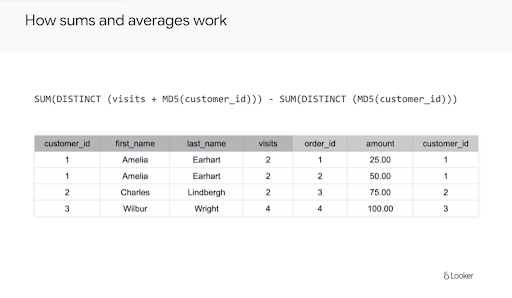 How sums and averages work
SUM(DISTINCT (visits + MD5(customer_id))) - SUM(DISTINCT (MD5(customer_id)))
customer_id first_name last_name visits order_id amount customer_id
1 Amelia Earhart 2 1 25.00 1
1 Amelia Earhart 2 2 50.00 1
2 Charles Lindbergh 2 3 75.00 2
3 Wilbur Wright 4 4 100.00 3
Looker